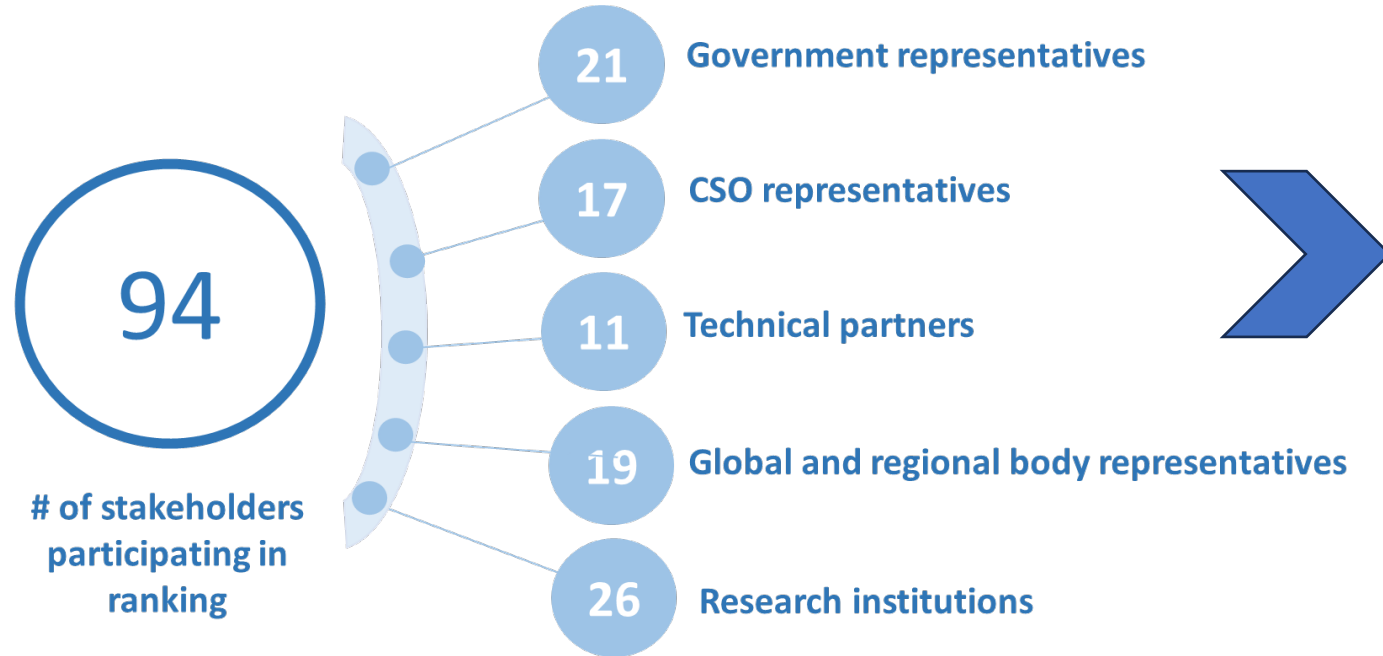 94
# of stakeholders
participating in
ranking
21 Government representatives
17 CSO representatives
11 Technical partners
19 Global and regional body representatives
26 Research institutions